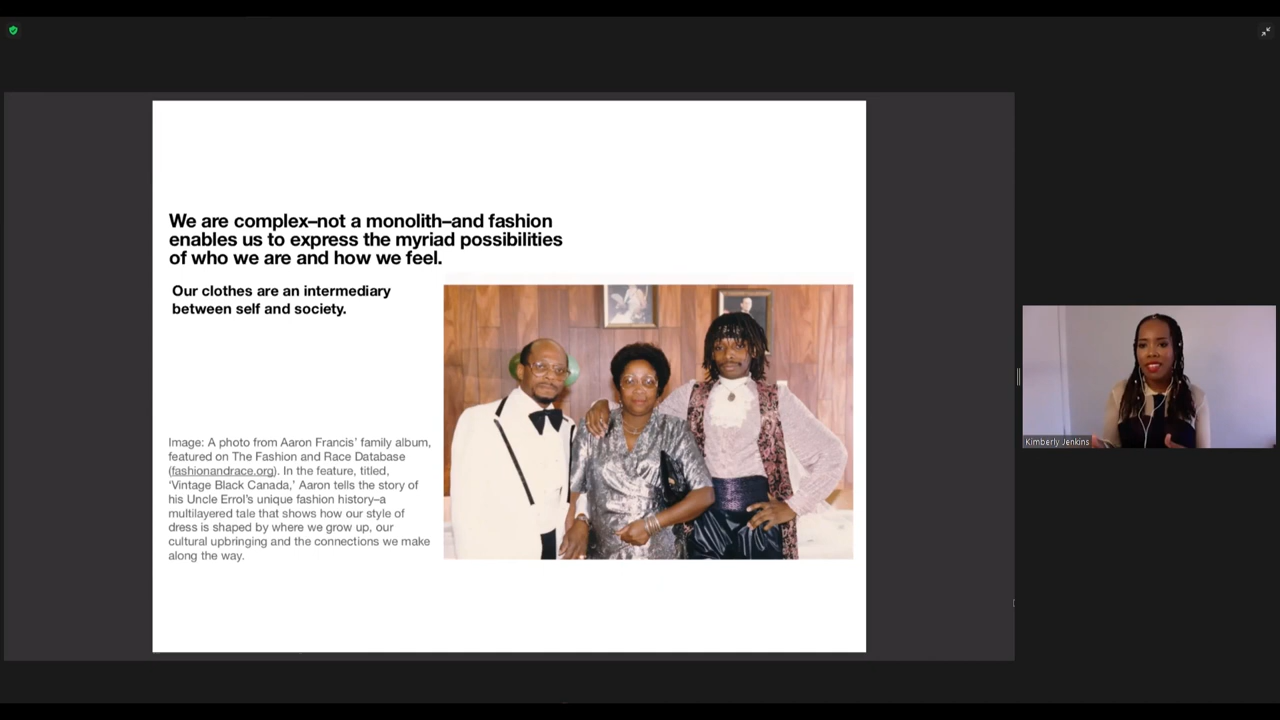 We are complex–not a monolith–and fashion
enables us to express the myriad possibilities
of who we are and how we feel.
Our clothes are an intermediary
between self and society.
Image: A photo from Aaron Francis’ family album,
featured on The Fashion and Race Database
(fashionandrace.org). In the feature, titled,
‘Vintage Black Canada,’ Aaron tells the story of
his Uncle Errol’s unique fashion history–a
multilayered tale that shows how our style of
dress is shaped by where we grow up, our
cultural upbringing and the connections we make
along the way.
Kimberly Jenkins